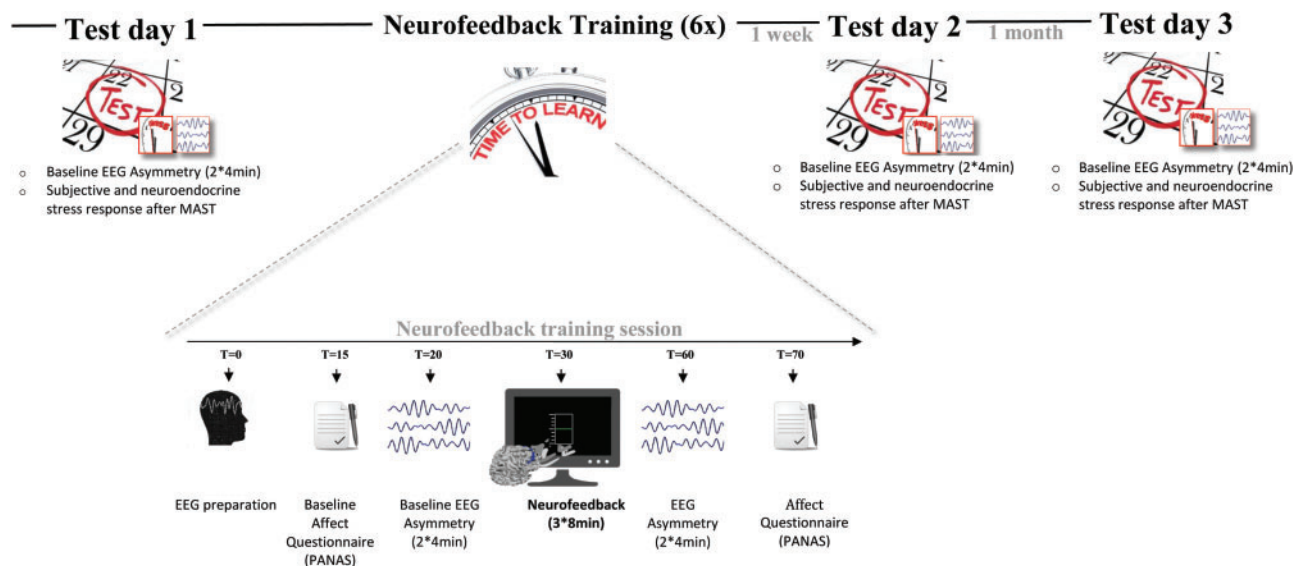 Test day 1
Neurofeedback Training (6x)
1 week
Test day 2
1 month
Test day 3
22
2
TEST
29
TIME TO LEARN
22
2
TEST
29
22
2
TEST
29
o Baseline EEG Asymmetry (2*4min)
o Subjective and neuroendocrine
stress response after MAST
o Baseline EEG Asymmetry (2*4min)
o Subjective and neuroendocrine
stress response after MAST
o Baseline EEG Asymmetry (2*4min)
o Subjective and neuroendocrine
stress response after MAST
Neurofeedback training session
T=0
T=15
T=20
T=30
T=60
T=70
EEG preparation
Baseline
Affect
Questionnaire
(PANAS)
Baseline EEG
Asymmetry
(2*4min)
Neurofeedback
(3*8min)
EEG
Asymmetry
(2*4min)
Affect
Questionnaire
(PANAS)